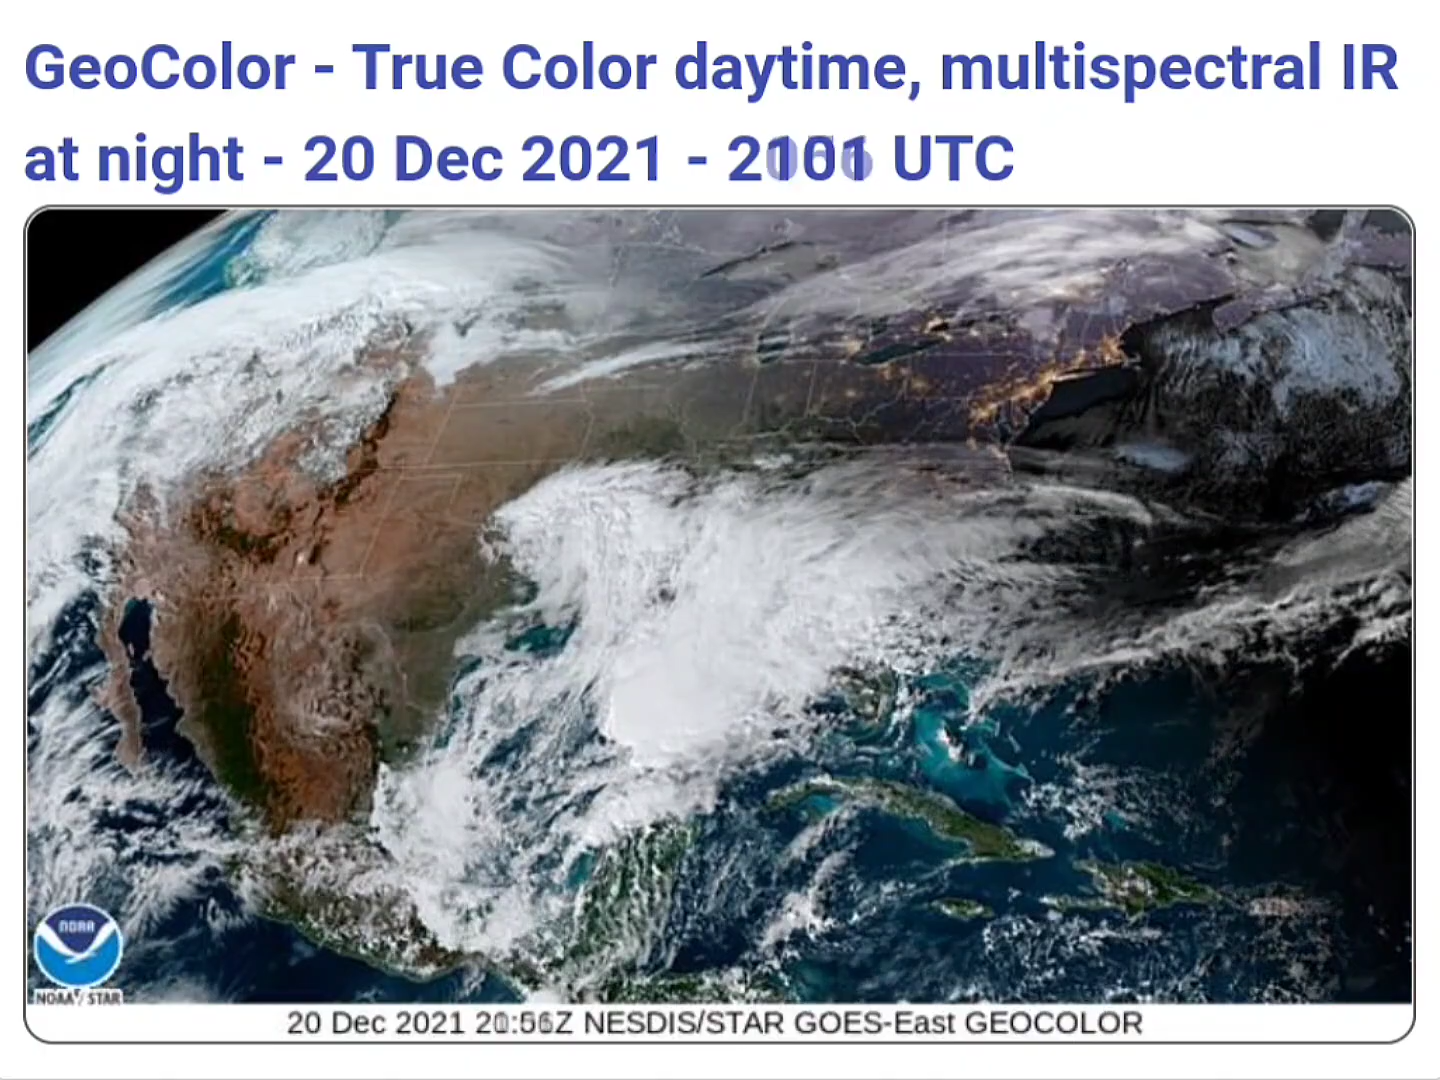 GeoColor - True Color daytime, multispectral IR
at night - 20 Dec 2021 - UTC
NOAA
NOAA / STAR
20 Dec 2021 NESDIS/STAR GOES-East GEOCOLOR